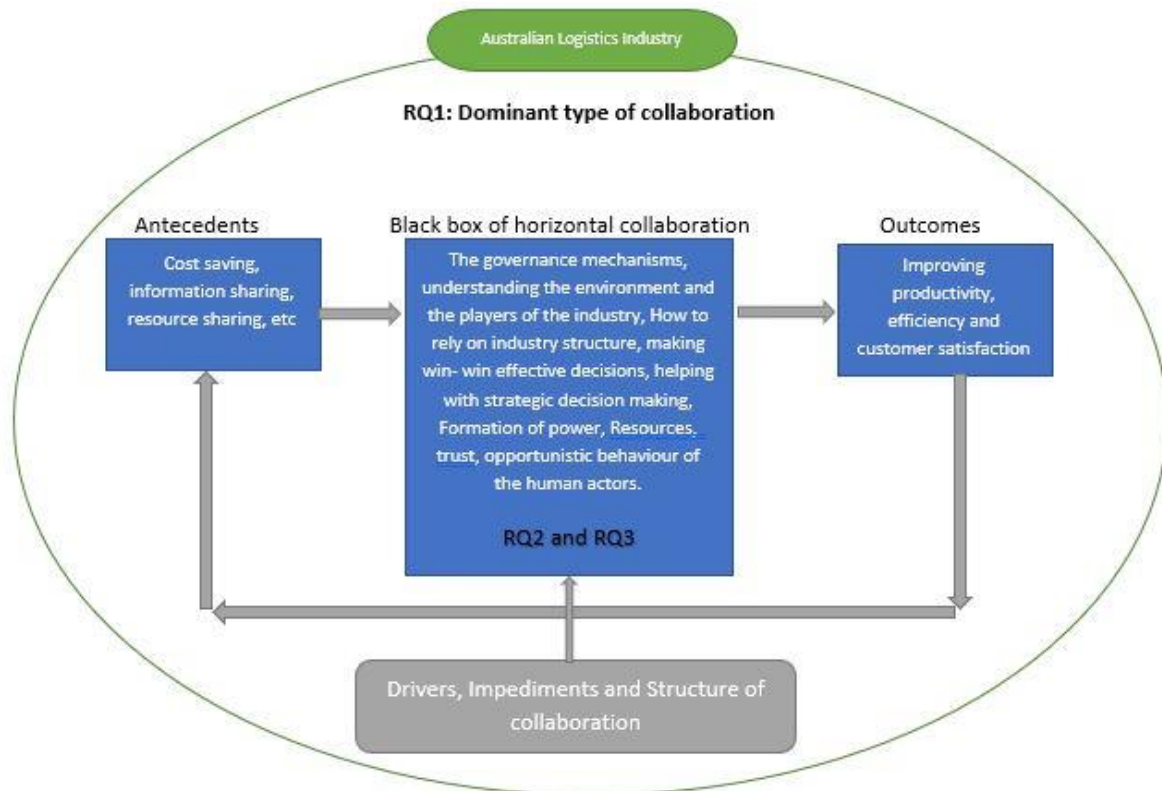 Australian Logistics Industry
RQ1: Dominant type of collaboration
Antecedents
Cost saving,
information sharing,
resource sharing, etc
Black box of horizontal collaboration
The governance mechanisms,
understanding the environment and
the players of the industry, How to
rely on industry structure, making
win- win effective decisions, helping
with strategic decision making,
Formation of power, Resources.
trust, opportunistic behaviour of
the human actors.
RQ2 and RQ3
Outcomes
Improving
productivity,
efficiency and
customer satisfaction
Drivers, Impediments and Structure of
collaboration